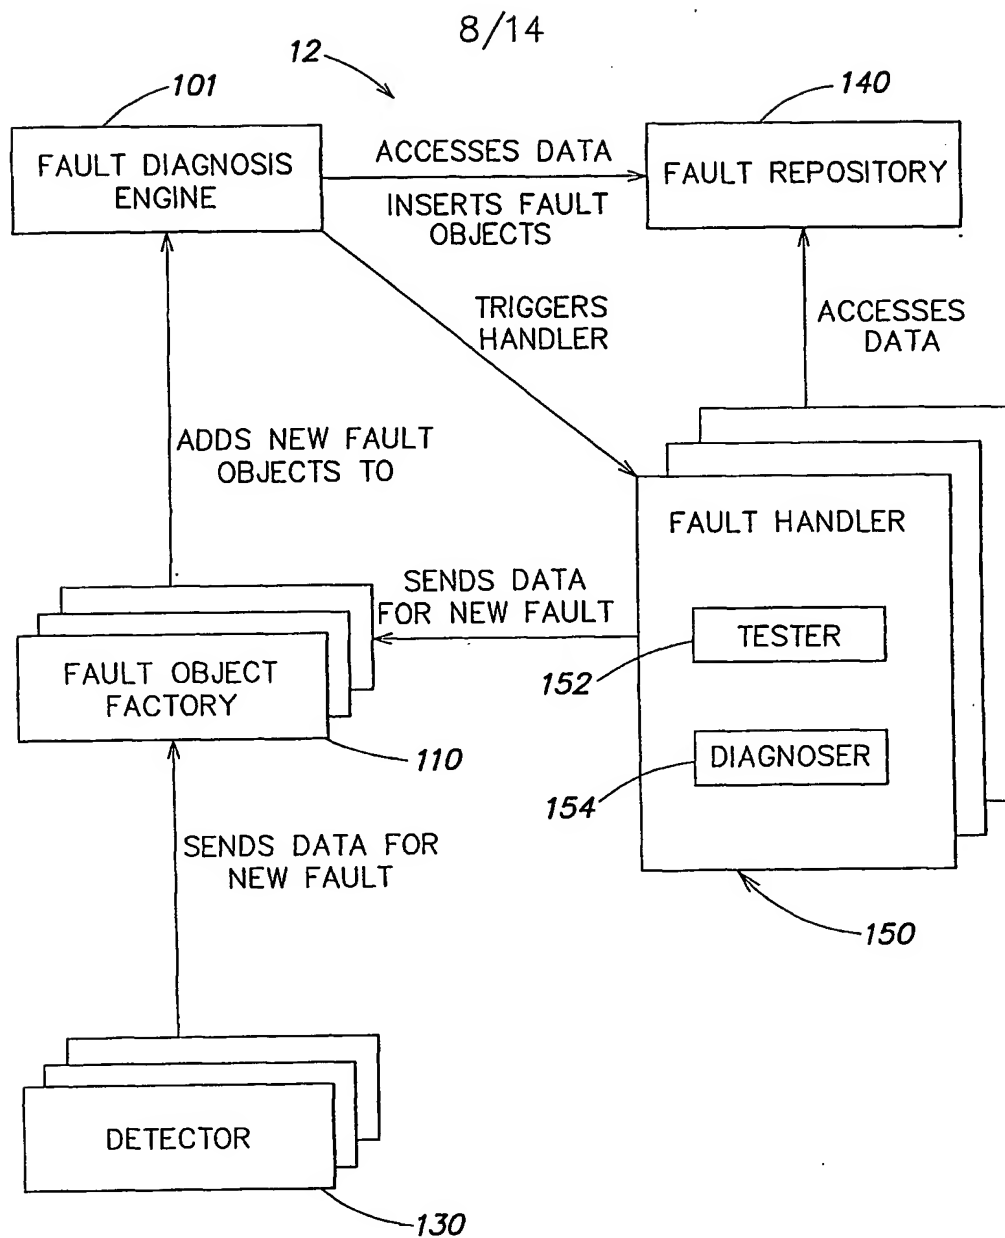 8/14
12
101
140
FAULT DIAGNOSIS
ENGINE
ACCESSES DATA
INSERTS FAULT
OBJECTS
FAULT REPOSITORY
TRIGGERS
HANDLER
ACCESSES
DATA
ADDS NEW FAULT
OBJECTS TO
FAULT HANDLER
SENDS DATA
FOR NEW FAULT
TESTER
152
FAULT OBJECT
FACTORY
110
DIAGNOSER
154
SENDS DATA FOR
NEW FAULT
150
DETECTOR
130